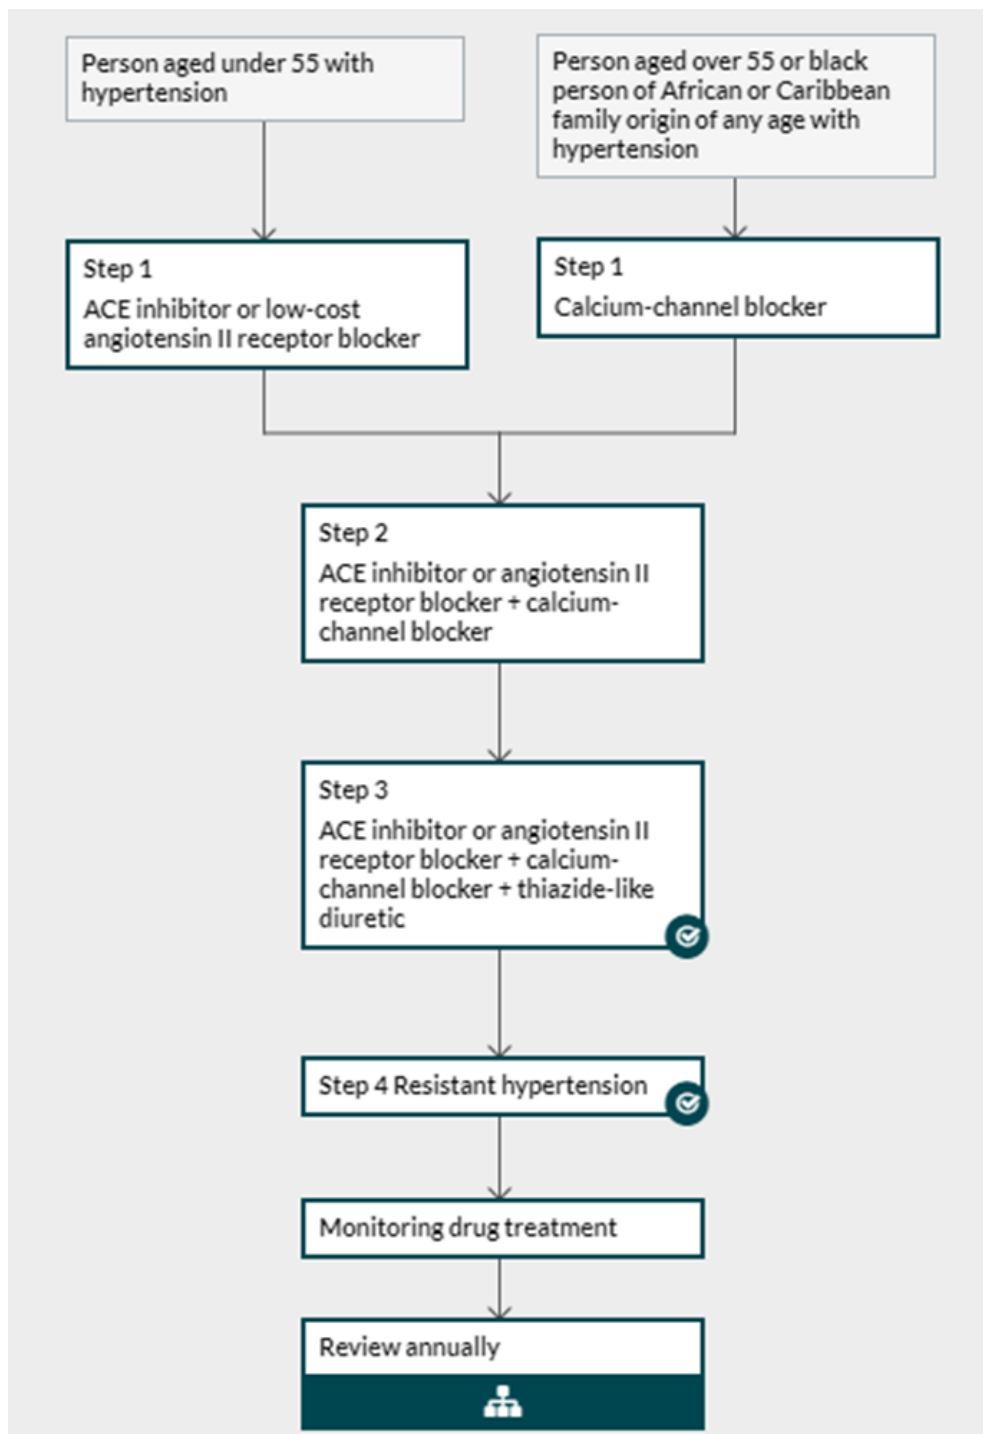 Person aged under 55 with
hypertension
Person aged over 55 or black
person of African or Caribbean
family origin of any age with
hypertension
Step 1
ACE inhibitor or low-cost
angiotensin II receptor blocker
Step 1
Calcium-channel blocker
Step 2
ACE inhibitor or angiotensin II
receptor blocker + calcium-
channel blocker
Step 3
ACE inhibitor or angiotensin II
receptor blocker + calcium-
channel blocker + thiazide-like
diuretic
Step 4 Resistant hypertension
Monitoring drug treatment
Review annually